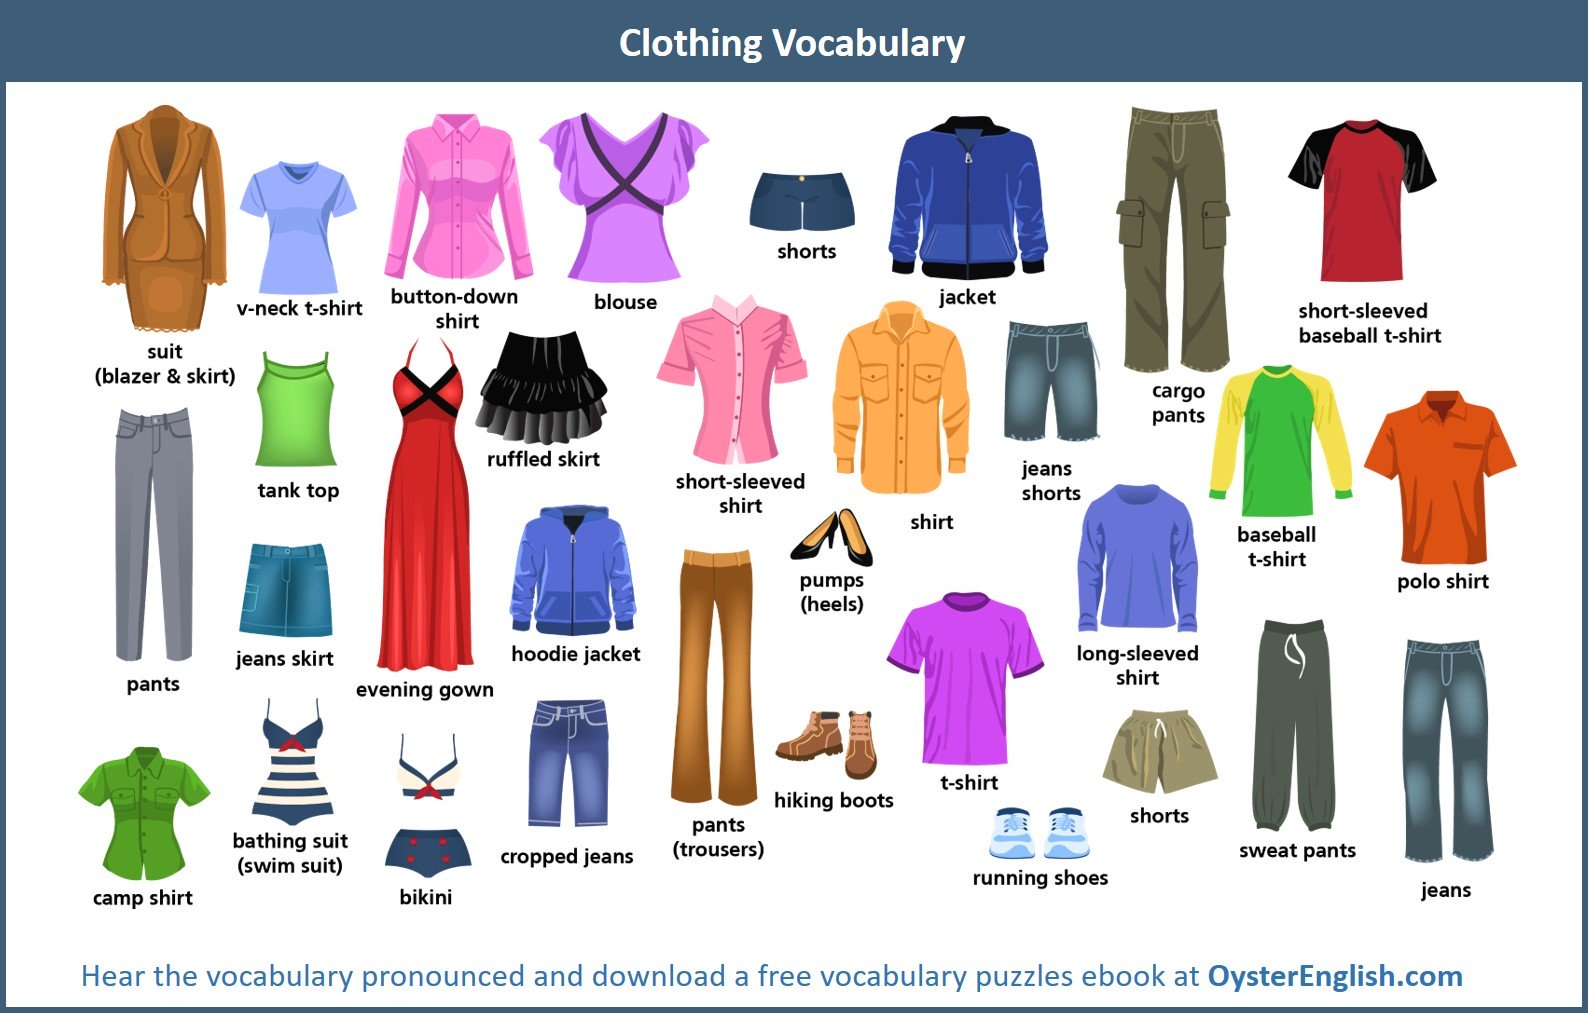 Clothing Vocabulary
suit
(blazer & skirt)
v-neck t-shirt
button-down
shirt
blouse
shorts
jacket
cargo
pants
short-sleeved
baseball t-shirt
pants
tank top
evening gown
ruffled skirt
short-sleeved
shirt
shirt
jeans
shorts
baseball
t-shirt
polo shirt
jeans skirt
hoodie jacket
pumps
(heels)
long-sleeved
shirt
camp shirt
bathing suit
(swim suit)
bikini
cropped jeans
pants
(trousers)
hiking boots
t-shirt
running shoes
shorts
sweat pants
jeans
Hear the vocabulary pronounced and download a free vocabulary puzzles ebook at OysterEnglish.com